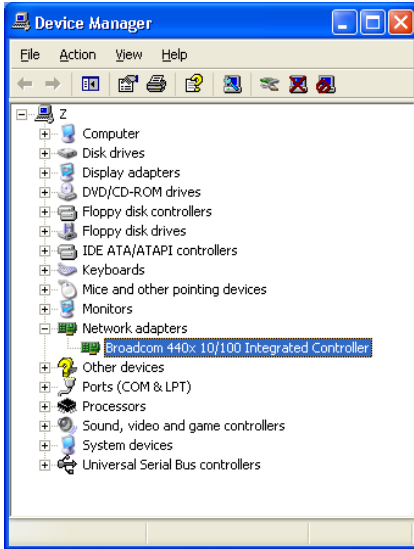 Device Manager
File Action View Help
Z
Computer
Disk drives
Display adapters
DVD/CD-ROM drives
Floppy disk controllers
Floppy disk drives
IDE ATA/ATAPI controllers
Keyboards
Mice and other pointing devices
Monitors
Network adapters
Broadcom 440x 10/100 Integrated Controller
Other devices
Ports (COM & LPT)
Processors
Sound, video and game controllers
System devices
Universal Serial Bus controllers